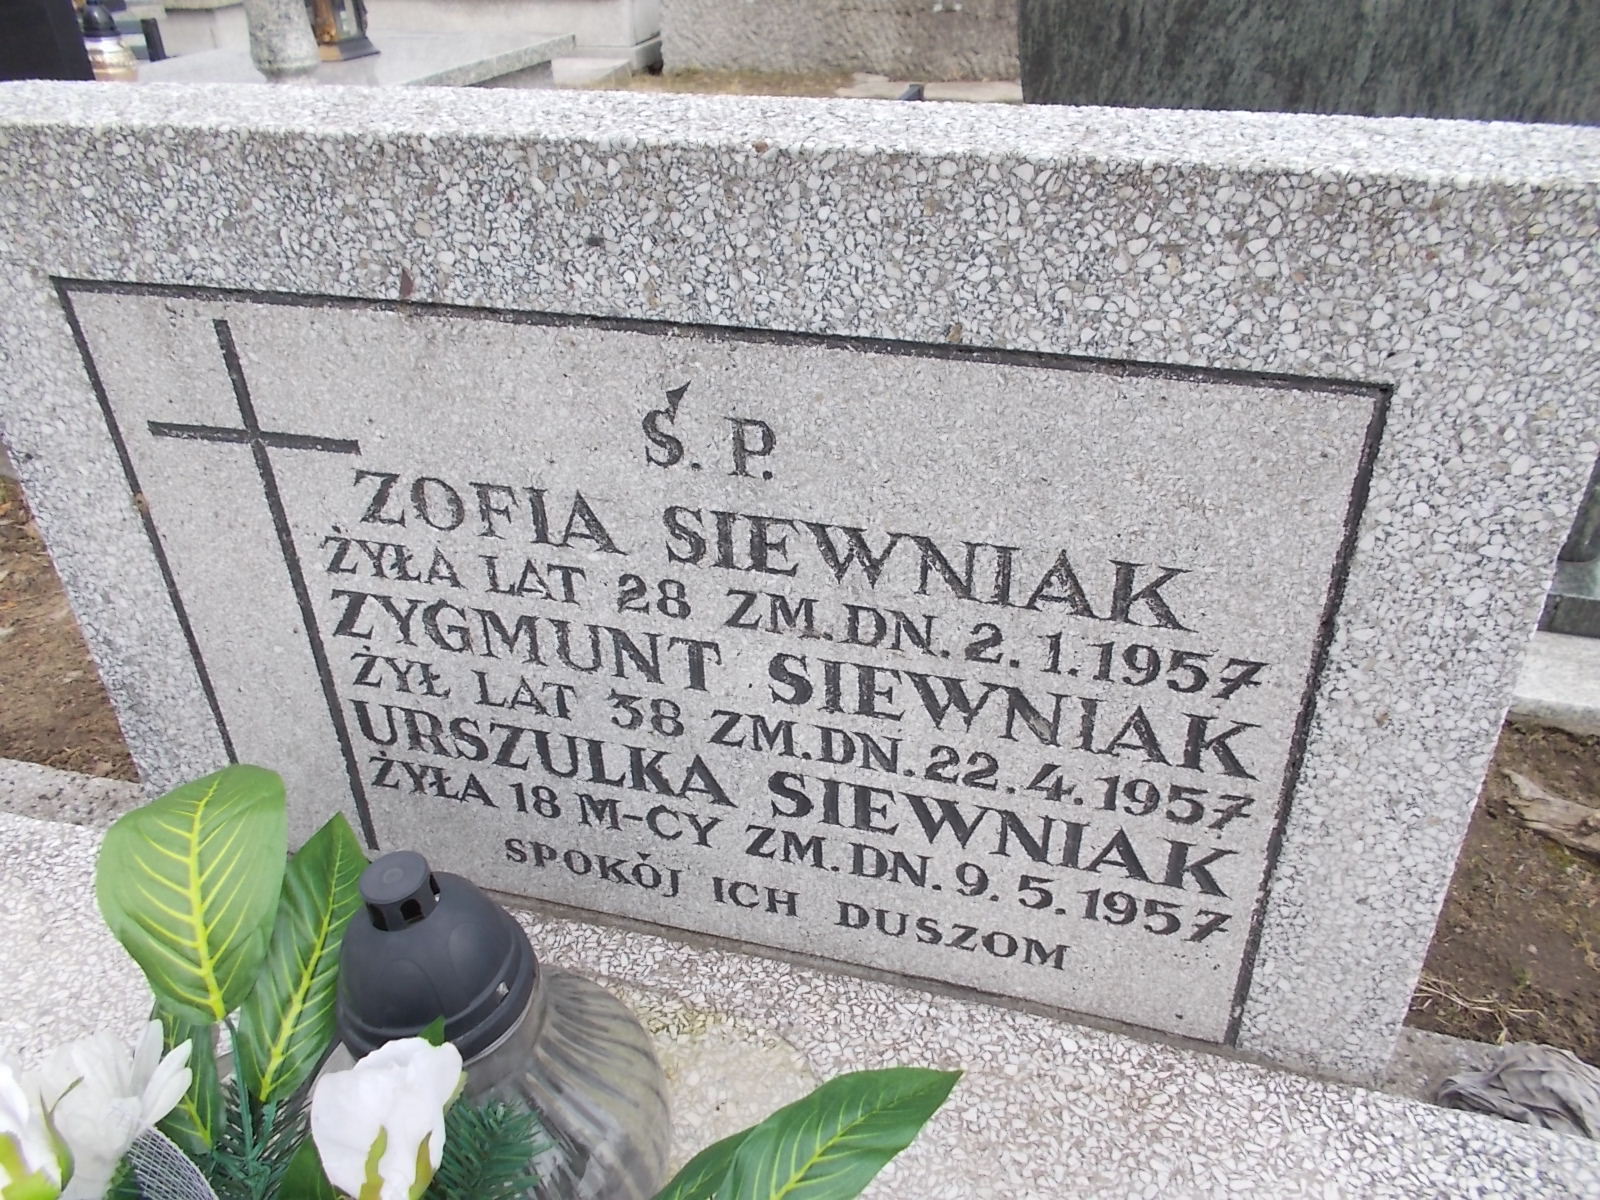 Ś. P.
ZOFIA SIEWNIAK
ŻYŁA LAT 28 ZM. DN. 2. 1. 1957
ZYGMUNT SIEWNIAK
ŻYŁ LAT 38 ZM. DN. 22. 4. 1957
URSZULKA SIEWNIAK
ŻYŁA 18 M-CY ZM. DN. 9. 5. 1957
SPOKÓJ ICH DUSZOM